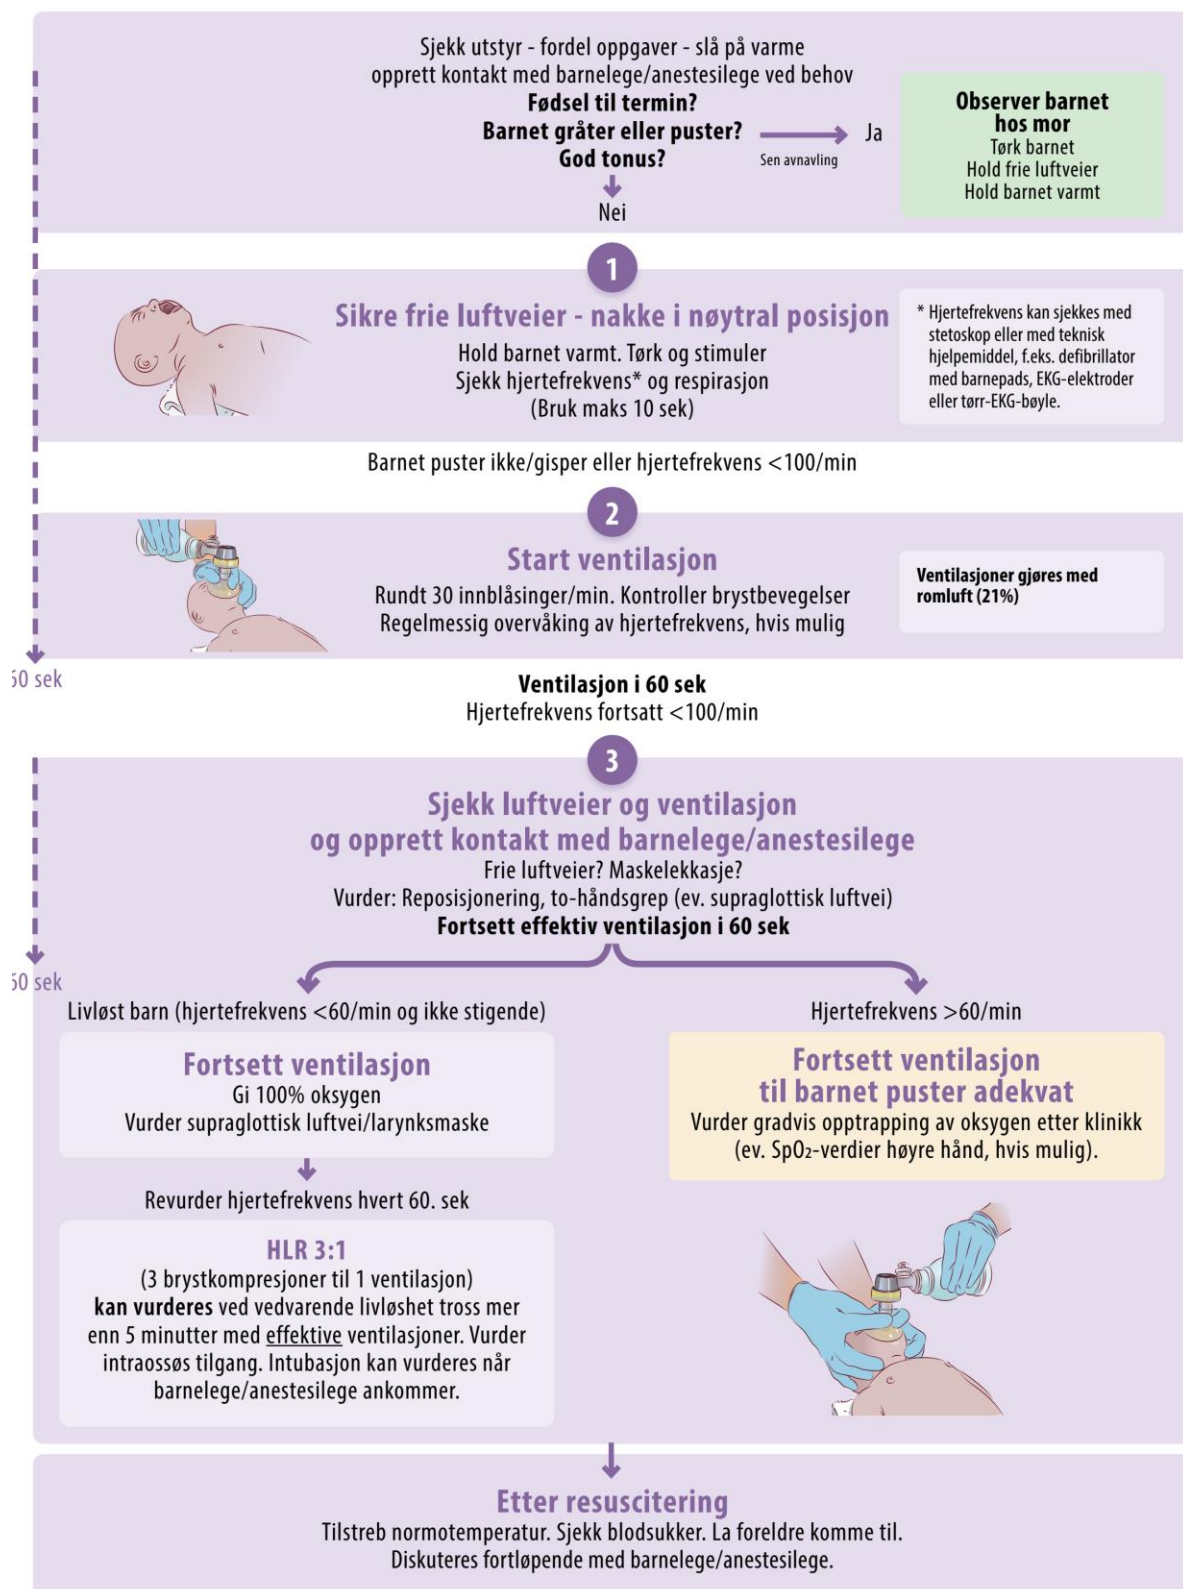 Sjekk utstyr - fordel oppgaver - slå på varme
opprett kontakt med barnelege/anestesilege ved behov
Fødsel til termin?
Barnet gråter eller puster?
God tonus?
Sen avnavling
Ja
Nei
Observer barnet
hos mor
Tørk barnet
Hold frie luftveier
Hold barnet varmt
1
Sikre frie luftveier - nakke i nøytral posisjon
Hold barnet varmt. Tørk og stimuler
Sjekk hjertefrekvens* og respirasjon
(Bruk maks 10 sek)
* Hjertefrekvens kan sjekkes med
stetoskop eller med teknisk
hjelpemiddel, f.eks. defibrillator
med barnepads, EKG-elektroder
eller tørr-EKG-bøyle.
Barnet puster ikke/gisper eller hjertefrekvens <100/min
2
Start ventilasjon
Rundt 30 innblåsinger/min. Kontroller brystbevegelser
Regelmessig overvåking av hjertefrekvens, hvis mulig
Ventilasjoner gjøres med
romluft (21%)
60 sek
Ventilasjon i 60 sek
Hjertefrekvens fortsatt <100/min
3
Sjekk luftveier og ventilasjon
og opprett kontakt med barnelege/anestesilege
Frie luftveier? Maskelekkasje?
Vurder: Reposisjonering, to-håndsgrep (ev. supraglottisk luftvei)
Fortsett effektiv ventilasjon i 60 sek
60 sek
Livløst barn (hjertefrekvens <60/min og ikke stigende)
Fortsett ventilasjon
Gi 100% oksygen
Vurder supraglottisk luftvei/larynksmaske
Revurder hjertefrekvens hvert 60. sek
HLR 3:1
(3 brystkompresjoner til 1 ventilasjon)
kan vurderes ved vedvarende livløshet tross mer
enn 5 minutter med effektive ventilasjoner. Vurder
intraossøs tilgang. Intubasjon kan vurderes når
barnelege/anestesilege ankommer.
Hjertefrekvens >60/min
Fortsett ventilasjon
til barnet puster adekvat
Vurder gradvis opptrapping av oksygen etter klinikk
(ev. SpO₂-verdier høyre hånd, hvis mulig).
Etter resuscitering
Tilstreb normotemperatur. Sjekk blodsukker. La foreldre komme til.
Diskuteres fortløpende med barnelege/anestesilege.